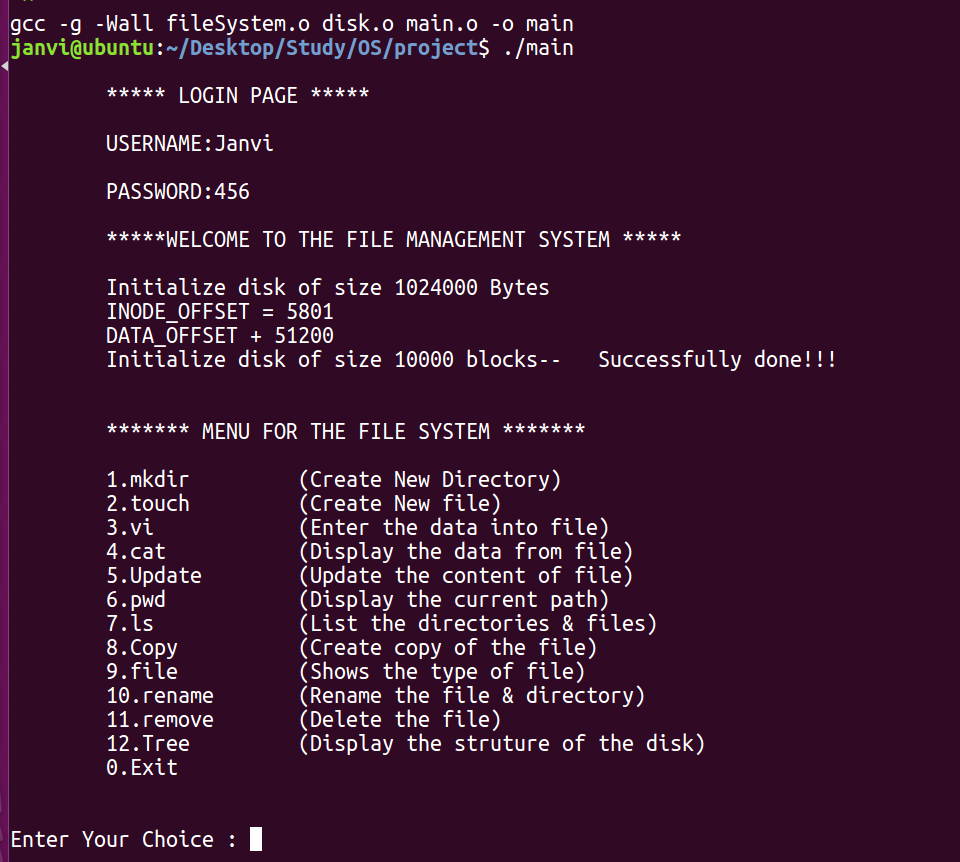 gcc -g -Wall fileSystem.o disk.o main.o -o main
janvi@ubuntu:~/Desktop/Study/OS/project$ ./main
***** LOGIN PAGE *****
USERNAME:Janvi
PASSWORD:456
*****WELCOME TO THE FILE MANAGEMENT SYSTEM *****
Initialize disk of size 1024000 Bytes
INODE_OFFSET = 5801
DATA_OFFSET + 51200
Initialize disk of size 10000 blocks--   Successfully done!!!
******* MENU FOR THE FILE SYSTEM *******
1.mkdir         (Create New Directory)
2.touch         (Create New file)
3.vi            (Enter the data into file)
4.cat           (Display the data from file)
5.Update        (Update the content of file)
6.pwd           (Display the current path)
7.ls            (List the directories & files)
8.Copy          (Create copy of the file)
9.file          (Shows the type of file)
10.rename       (Rename the file & directory)
11.remove       (Delete the file)
12.Tree         (Display the struture of the disk)
0.Exit
Enter Your Choice :